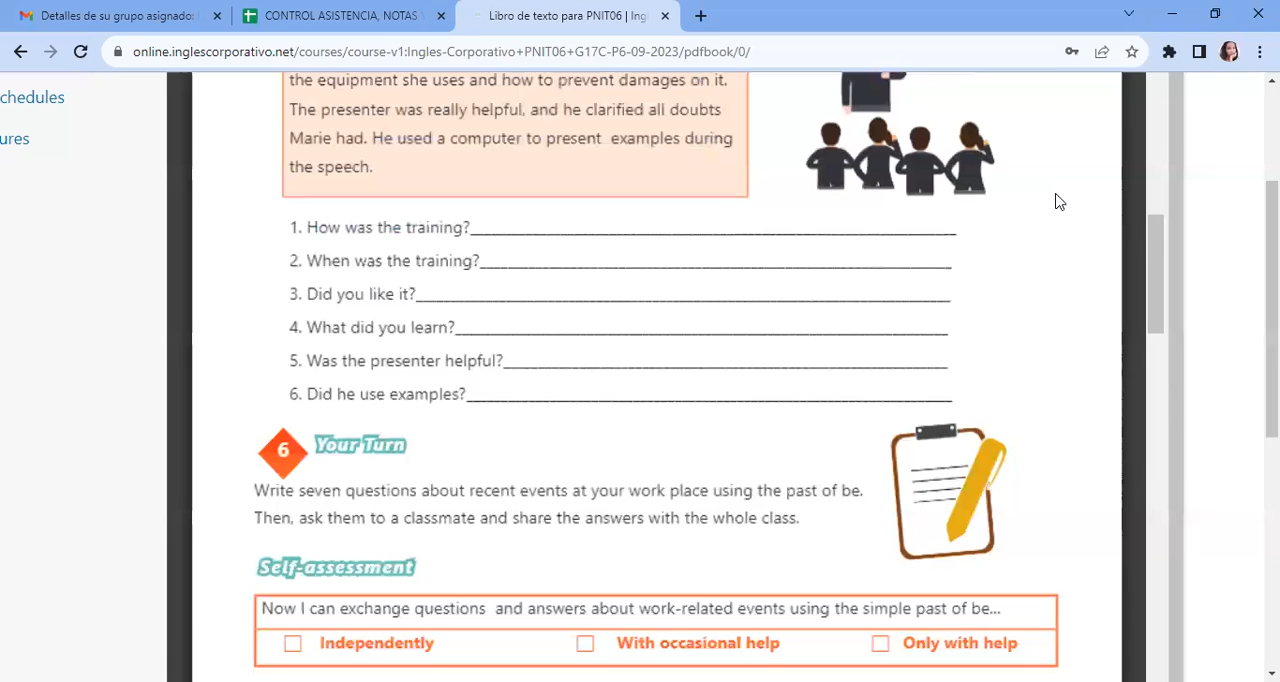 Detalles de su grupo asignado:
CONTROL ASISTENCIA, NOTAS Y
Libro de texto para PNIT06 | Ingl
online.inglescorporativo.net/courses/course-v1:Ingles-Corporativo+PNIT06+G17C-P6-09-2023/pdfbook/0/
chedules
ures
the equipment she uses and how to prevent damages on it.
The presenter was really helpful, and he clarified all doubts
Marie had. He used a computer to present examples during
the speech.
1. How was the training?
2. When was the training?
3. Did you like it?
4. What did you learn?
5. Was the presenter helpful?
6. Did he use examples?
6 Your Turn
Write seven questions about recent events at your work place using the past of be.
Then, ask them to a classmate and share the answers with the whole class.
Self-assessment
Now I can exchange questions and answers about work-related events using the simple past of be...
Independently With occasional help Only with help